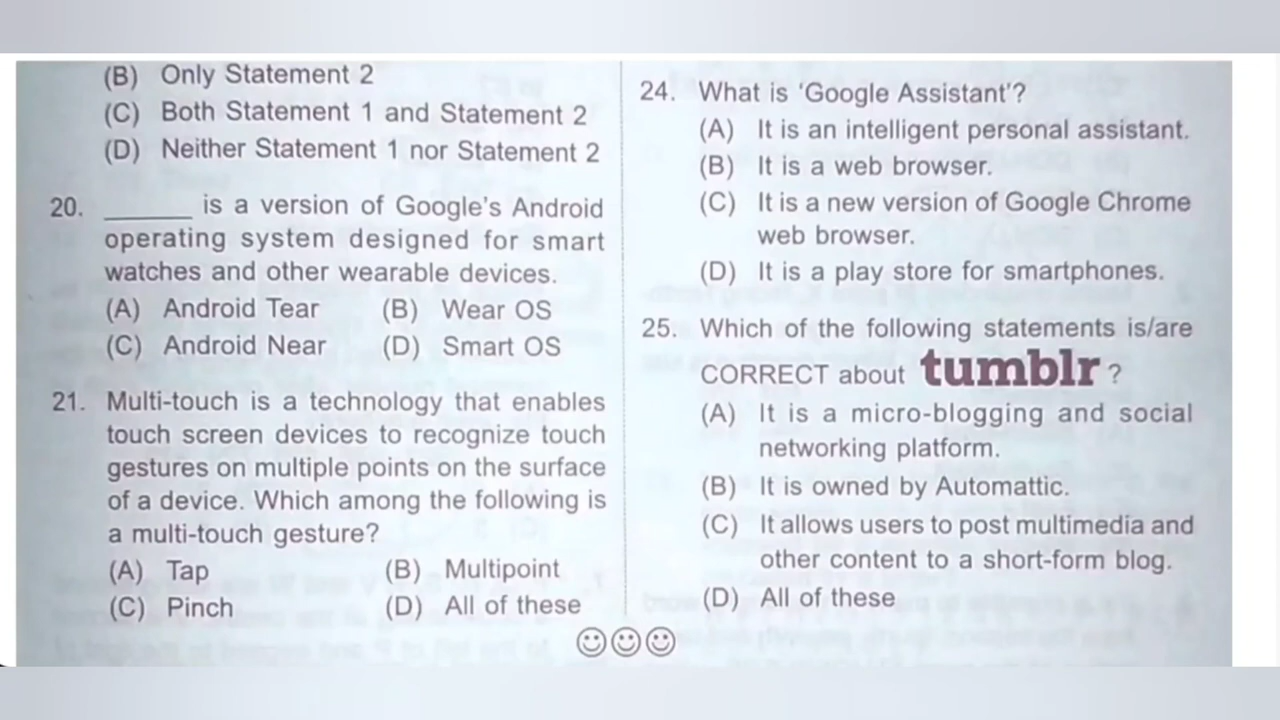 (B) Only Statement 2
(C) Both Statement 1 and Statement 2
(D) Neither Statement 1 nor Statement 2
20. ______ is a version of Google's Android
operating system designed for smart
watches and other wearable devices.
(A) Android Tear (B) Wear OS
(C) Android Near (D) Smart OS
21. Multi-touch is a technology that enables
touch screen devices to recognize touch
gestures on multiple points on the surface
of a device. Which among the following is
a multi-touch gesture?
(A) Tap (B) Multipoint
(C) Pinch (D) All of these
24. What is 'Google Assistant'?
(A) It is an intelligent personal assistant.
(B) It is a web browser.
(C) It is a new version of Google Chrome
web browser.
(D) It is a play store for smartphones.
25. Which of the following statements is/are
CORRECT about tumblr ?
(A) It is a micro-blogging and social
networking platform.
(B) It is owned by Automattic.
(C) It allows users to post multimedia and
other content to a short-form blog.
(D) All of these